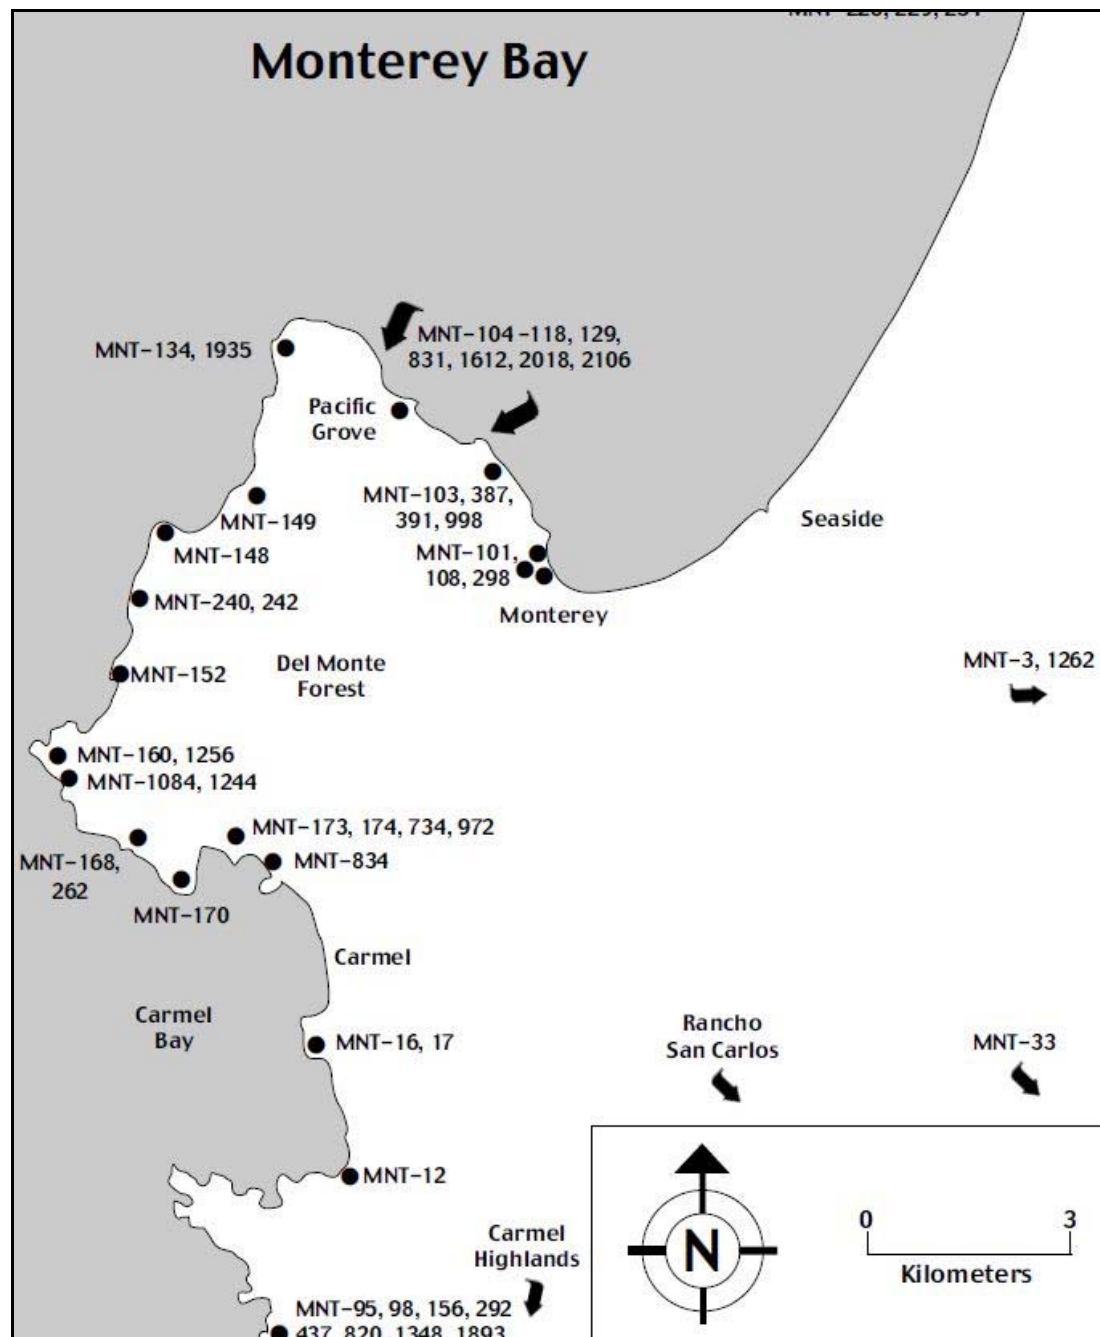 MNT-228, 229, 231
Monterey Bay
MNT-134, 1935
MNT-104-118, 129,
831, 1612, 2018, 2106
Pacific
Grove
MNT-103, 387,
391, 998
MNT-149
Seaside
MNT-148
MNT-101,
108, 298
MNT-240, 242
Monterey
Del Monte
Forest
MNT-152
MNT-3, 1262
MNT-160, 1256
MNT-1084, 1244
MNT-173, 174, 734, 972
MNT-834
MNT-168,
262
MNT-170
Carmel
Carmel
Bay
Rancho
San Carlos
MNT-33
MNT-16, 17
MNT-12
N
0 3
Kilometers
Carmel
Highlands
MNT-95, 98, 156, 292
437, 820, 1348, 1893